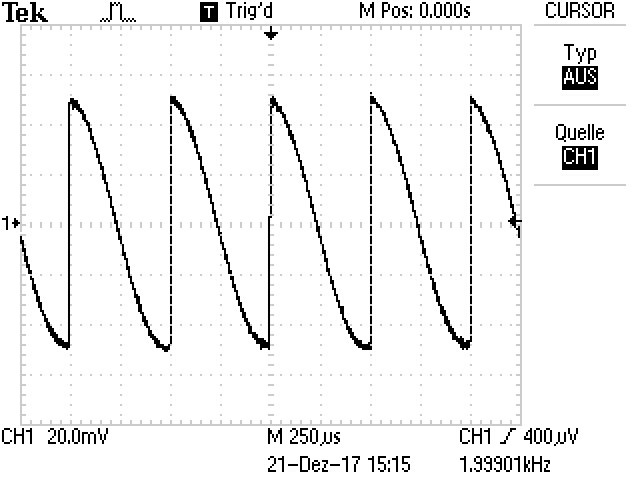 Tek T Trig'd M Pos: 0.000s CURSOR
Typ
AUS
Quelle
CH1
1
CH1 20.0mV M 250µs CH1 400µV
21-Dez-17 15:15 1.99901kHz